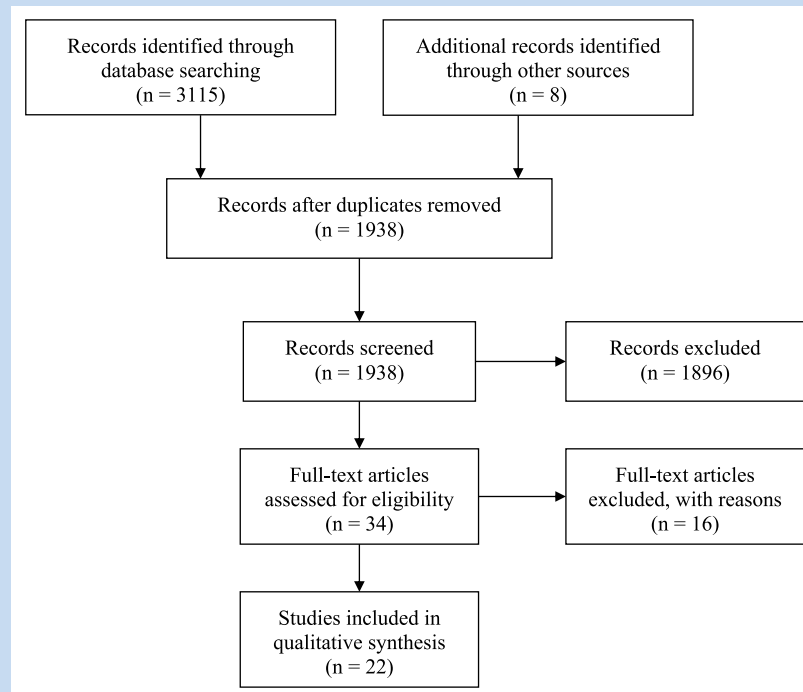 Records identified through
database searching
(n = 3115)
Additional records identified
through other sources
(n = 8)
Records after duplicates removed
(n = 1938)
Records screened
(n = 1938)
Records excluded
(n = 1896)
Full-text articles
assessed for eligibility
(n = 34)
Full-text articles
excluded, with reasons
(n = 16)
Studies included in
qualitative synthesis
(n = 22)